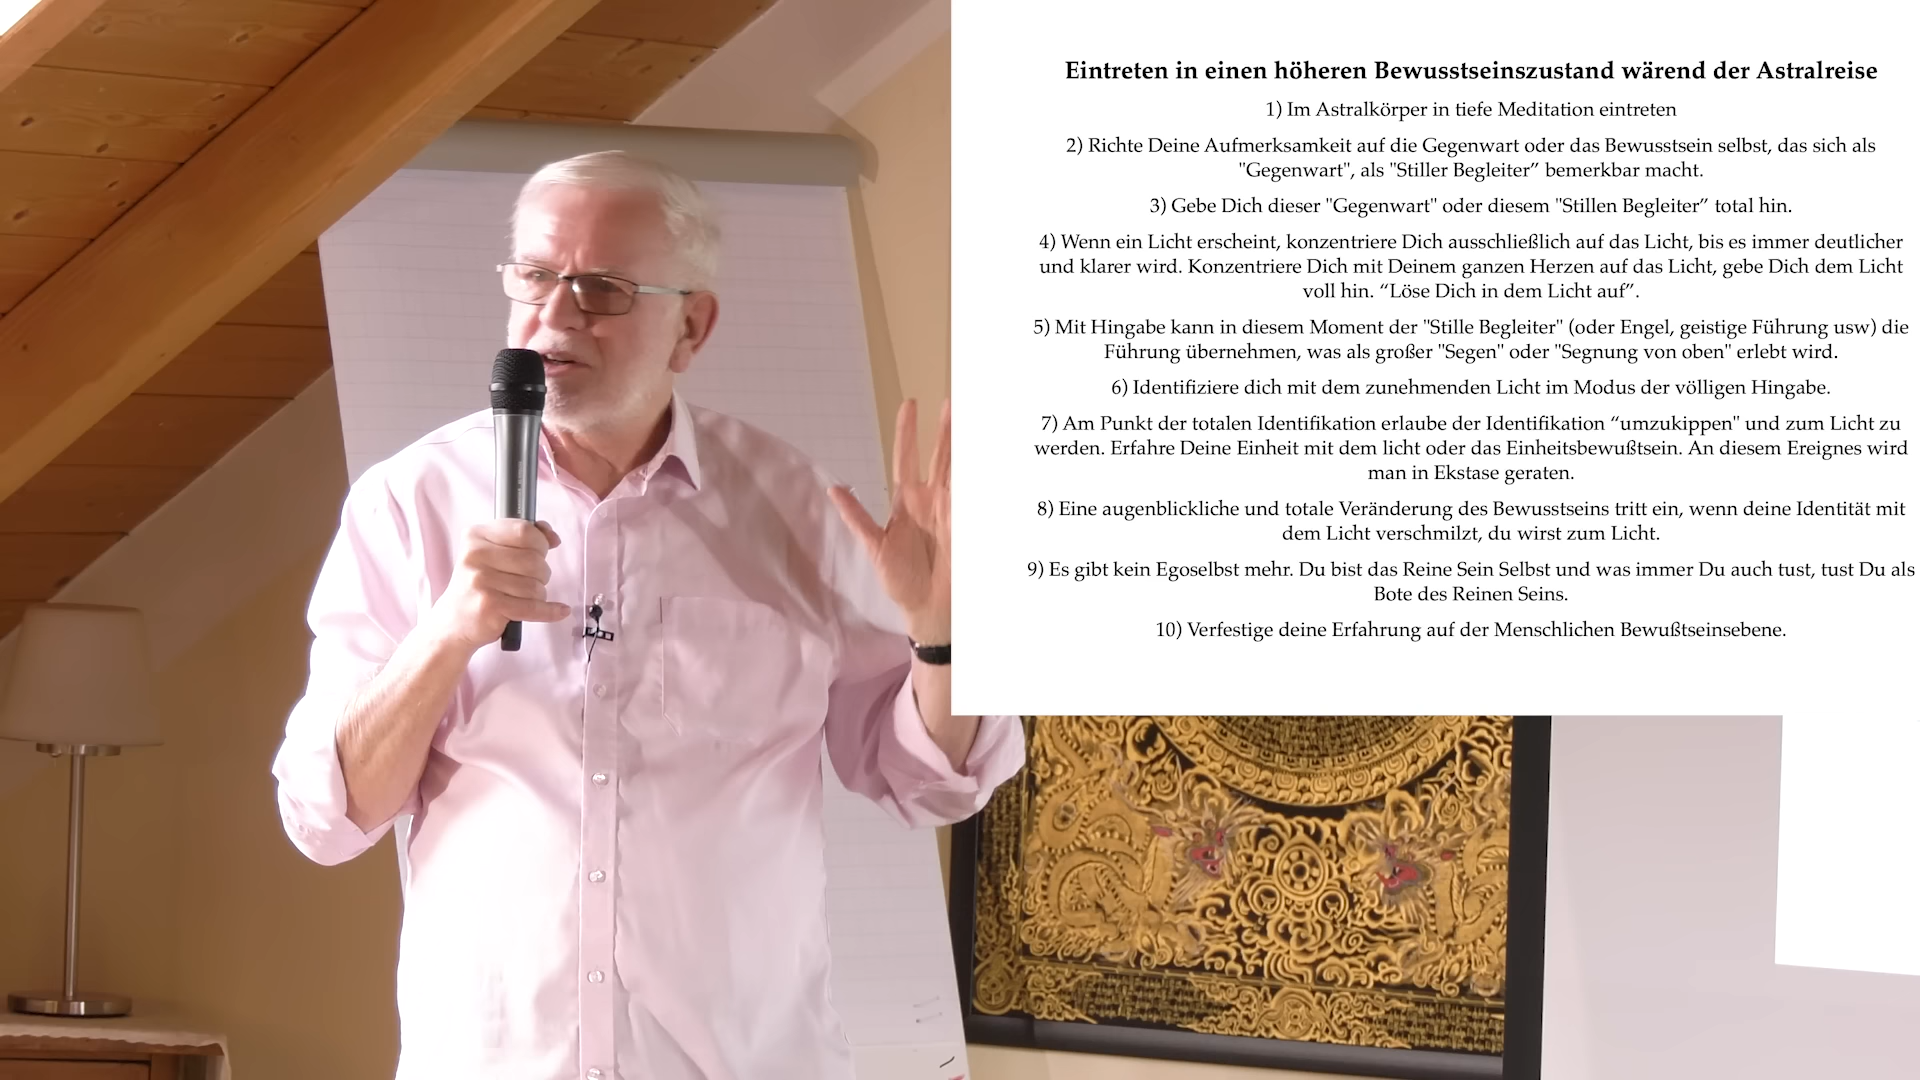 Eintreten in einen höheren Bewusstseinszustand wärend der Astralreise
1) Im Astralkörper in tiefe Meditation eintreten
2) Richte Deine Aufmerksamkeit auf die Gegenwart oder das Bewusstsein selbst, das sich als
"Gegenwart", als "Stiller Begleiter” bemerkbar macht.
3) Gebe Dich dieser "Gegenwart" oder diesem "Stillen Begleiter” total hin.
4) Wenn ein Licht erscheint, konzentriere Dich ausschließlich auf das Licht, bis es immer deutlicher
und klarer wird. Konzentriere Dich mit Deinem ganzen Herzen auf das Licht, gebe Dich dem Licht
voll hin. “Löse Dich in dem Licht auf”.
5) Mit Hingabe kann in diesem Moment der "Stille Begleiter" (oder Engel, geistige Führung usw) die
Führung übernehmen, was als großer "Segen" oder "Segnung von oben" erlebt wird.
6) Identifiziere dich mit dem zunehmenden Licht im Modus der völligen Hingabe.
7) Am Punkt der totalen Identifikation erlaube der Identifikation “umzukippen" und zum Licht zu
werden. Erfahre Deine Einheit mit dem licht oder das Einheitsbewußtsein. An diesem Ereignes wird
man in Ekstase geraten.
8) Eine augenblickliche und totale Veränderung des Bewusstseins tritt ein, wenn deine Identität mit
dem Licht verschmilzt, du wirst zum Licht.
9) Es gibt kein Egoselbst mehr. Du bist das Reine Sein Selbst und was immer Du auch tust, tust Du als
Bote des Reinen Seins.
10) Verfestige deine Erfahrung auf der Menschlichen Bewußtseinsebene.